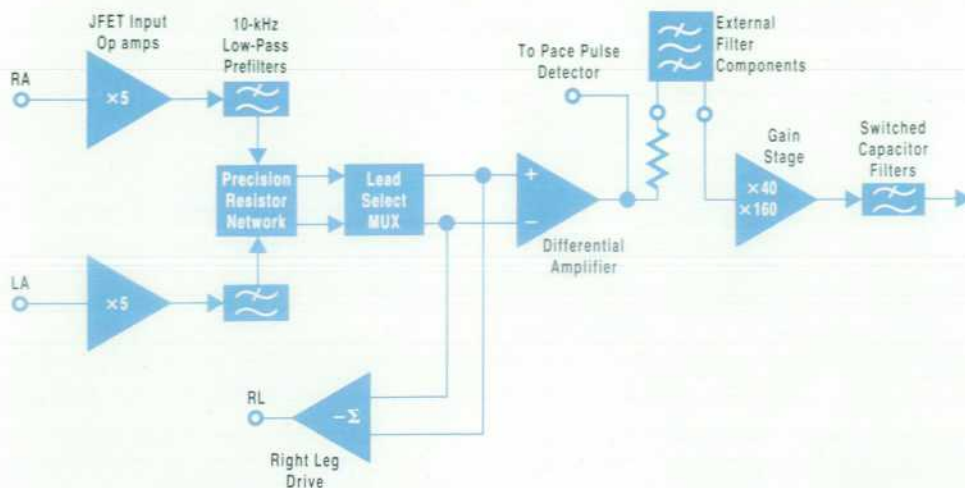 JFET Input
Op amps
10-kHz
Low-Pass
Prefilters
RA
×5
Precision
Resistor
Network
Lead
Select
MUX
LA
×5
RL
−Σ
Right Leg
Drive
+
−
Differential
Amplifier
To Pace Pulse
Detector
External
Filter
Components
Gain
Stage
×40
×160
Switched
Capacitor
Filters